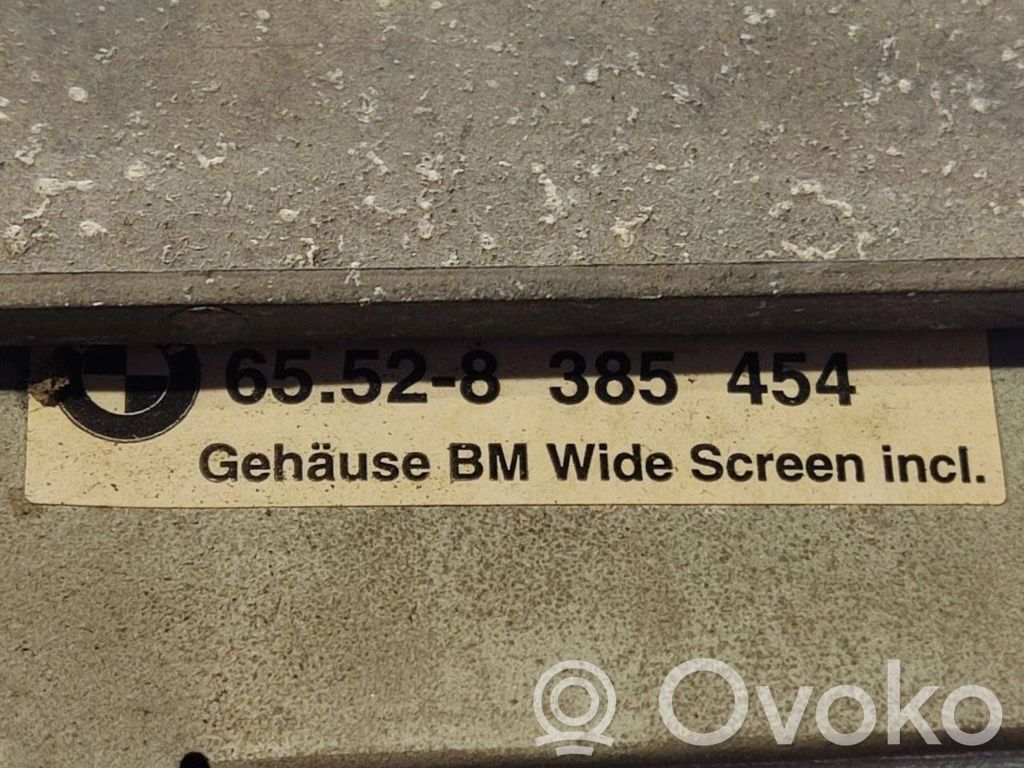 65.52-8 385 454
Gehäuse BM Wide Screen incl.
Ovoko